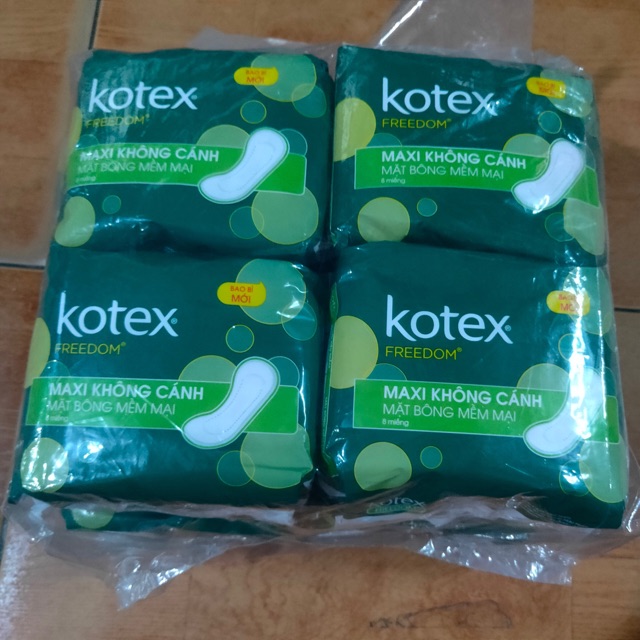 BAO BÌ
MỚI
kotex
FREEDOM®
MAXI KHÔNG CÁNH
MẶT BÔNG MỀM MẠI
8 miếng
kotex
FREEDOM®
MAXI KHÔNG CÁNH
MẶT BÔNG MỀM MẠI
8 miếng
BAO BÌ
MỚI
kotex®
FREEDOM®
MAXI KHÔNG CÁNH
MẶT BÔNG MỀM MẠI
8 miếng
kotex®
FREEDOM®
MAXI KHÔNG CÁNH
MẶT BÔNG MỀM MẠI
8 miếng